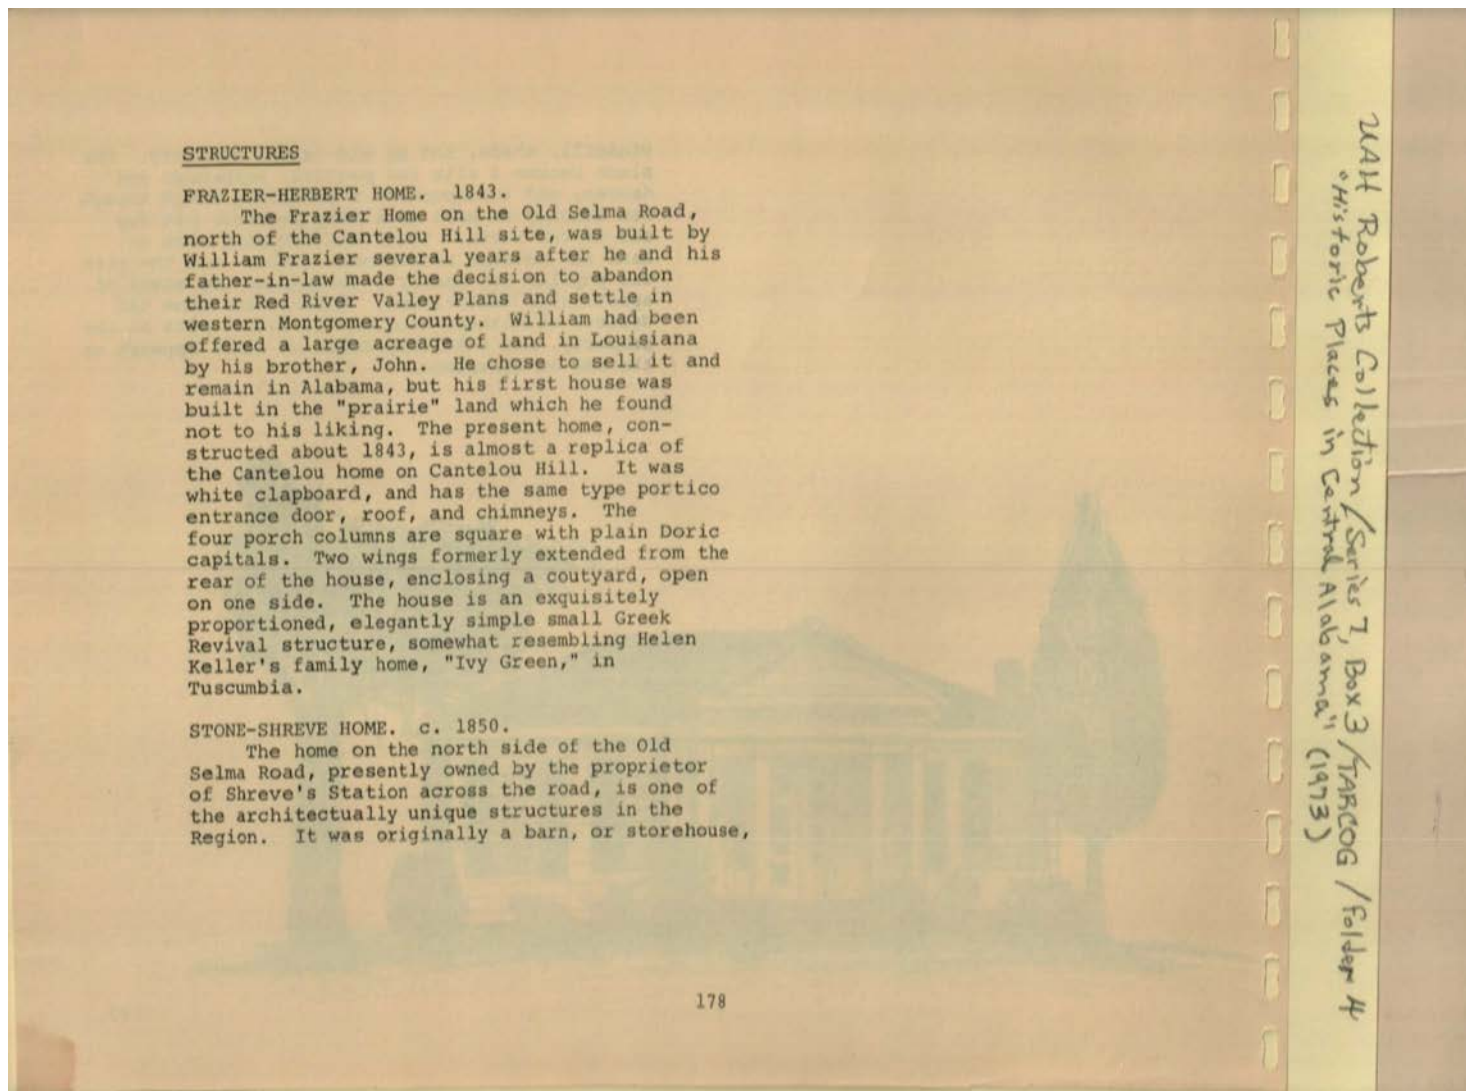 STRUCTURES
FRAZIER-HERBERT HOME. 1843.
The Frazier Home on the Old Selma Road,
north of the Cantelou Hill site, was built by
William Frazier several years after he and his
father-in-law made the decision to abandon
their Red River Valley Plans and settle in
western Montgomery County. William had been
offered a large acreage of land in Louisiana
by his brother, John. He chose to sell it and
remain in Alabama, but his first house was
built in the "prairie" land which he found
not to his liking. The present home, con-
structed about 1843, is almost a replica of
the Cantelou home on Cantelou Hill. It was
white clapboard, and has the same type portico
entrance door, roof, and chimneys. The
four porch columns are square with plain Doric
capitals. Two wings formerly extended from the
rear of the house, enclosing a coutyard, open
on one side. The house is an exquisitely
proportioned, elegantly simple small Greek
Revival structure, somewhat resembling Helen
Keller's family home, "Ivy Green," in
Tuscumbia.
STONE-SHREVE HOME. c. 1850.
The home on the north side of the Old
Selma Road, presently owned by the proprietor
of Shreve's Station across the road, is one of
the architectually unique structures in the
Region. It was originally a barn, or storehouse,
178
UAH Roberts Collection/Series 7, Box 3/TARCOG/Folder 4
"Historic Places in Central Alabama" (1973)